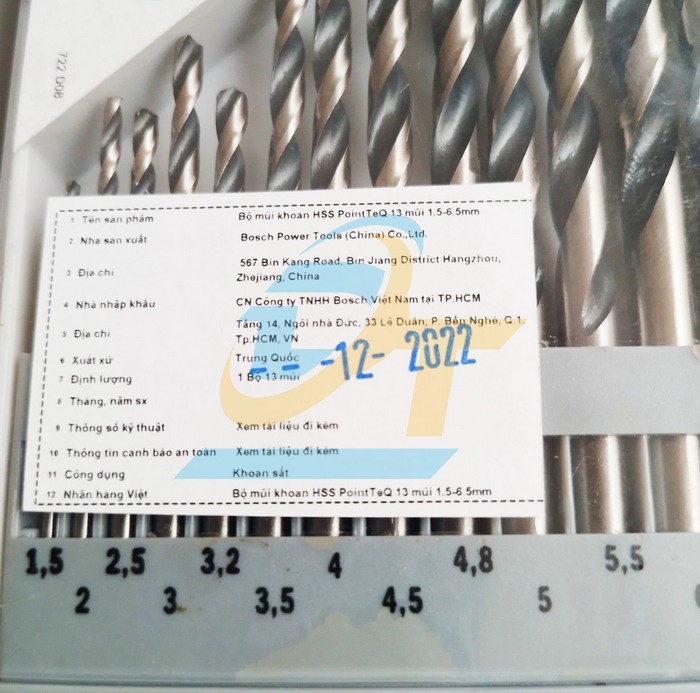 722 D08
1 Tên sản phẩm Bộ mũi khoan HSS PointTeQ 13 mũi 1.5-6.5mm
2 Nhà sản xuất Bosch Power Tools (China) Co.,Ltd.
3 Địa chỉ 567 Bin Kang Road, Bin Jiang District Hangzhou,
Zhejiang, China
4 Nhà nhập khẩu CN Công ty TNHH Bosch Việt Nam tại TP.HCM
5 Địa chỉ Tầng 14, Ngôi nhà Đức, 33 Lê Duẩn, P. Bến Nghé, Q 1.
Tp.HCM, VN
6 Xuất xứ Trung Quốc
7 Định lượng 1 Bộ 13 mũi
8 Tháng, năm sx
- - -12- 2022
9 Thông số kỹ thuật Xem tài liệu đi kèm
10 Thông tin cảnh báo an toàn Xem tài liệu đi kèm
11 Công dụng Khoan sắt
12 Nhãn hàng Việt Bộ mũi khoan HSS PointTeQ 13 mũi 1.5-6.5mm
1,5 2,5 3,2 4 4,8 5,5
2 3 3,5 4,5 5